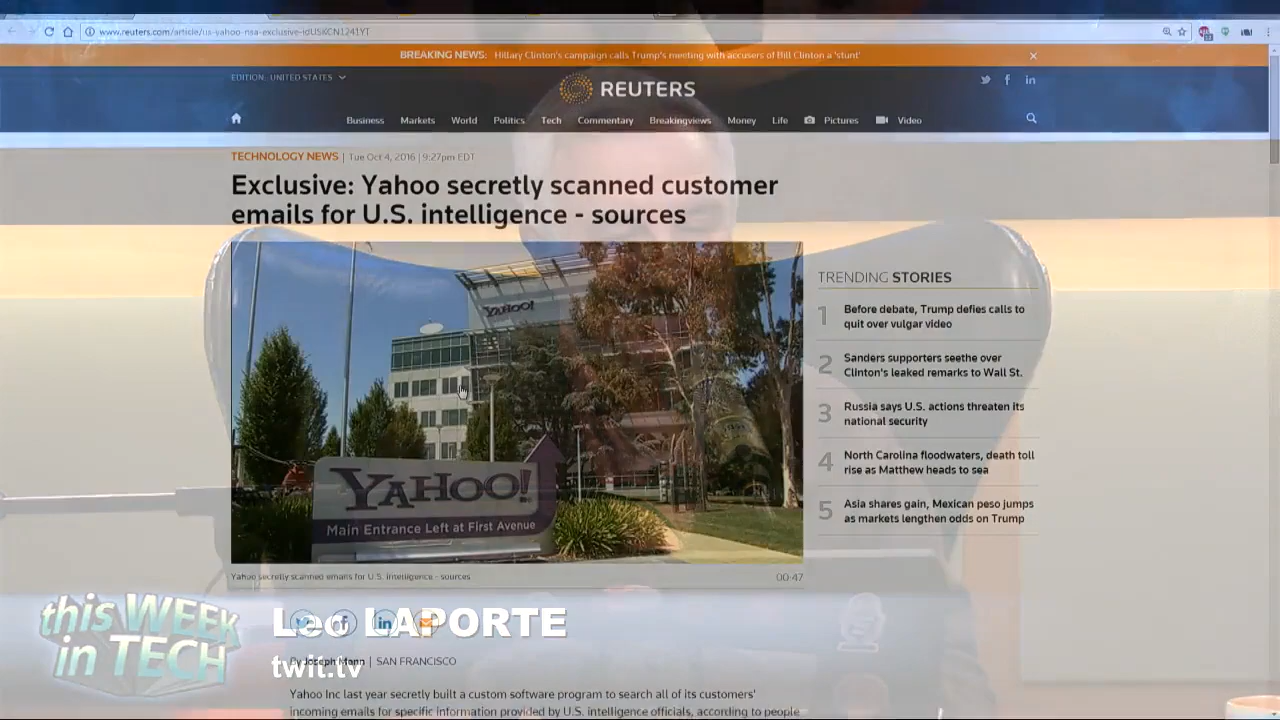 www.reuters.com/article/us-yahoo-nsa-exclusive-idUSKCN1241YT
BREAKING NEWS: Hillary Clinton's campaign calls Trump's meeting with accusers of Bill Clinton a 'stunt'
EDITION: UNITED STATES
REUTERS
Business Markets World Politics Tech Commentary Breakingviews Money Life Pictures Video
TECHNOLOGY NEWS | Tue Oct 4, 2016 | 9:27pm EDT
Exclusive: Yahoo secretly scanned customer
emails for U.S. intelligence - sources
YAHOO!
YAHOO!
Main Entrance Left at First Avenue
Yahoo secretly scanned emails for U.S. intelligence - sources
00:47
TRENDING STORIES
1 Before debate, Trump defies calls to
quit over vulgar video
2 Sanders supporters seethe over
Clinton's leaked remarks to Wall St.
3 Russia says U.S. actions threaten its
national security
4 North Carolina floodwaters, death toll
rise as Matthew heads to sea
5 Asia shares gain, Mexican peso jumps
as markets lengthen odds on Trump
this WEEK
in TECH
Leo LAPORTE
twit.tv
By Joseph Menn | SAN FRANCISCO
Yahoo Inc last year secretly built a custom software program to search all of its customers'
incoming emails for specific information provided by U.S. intelligence officials, according to people